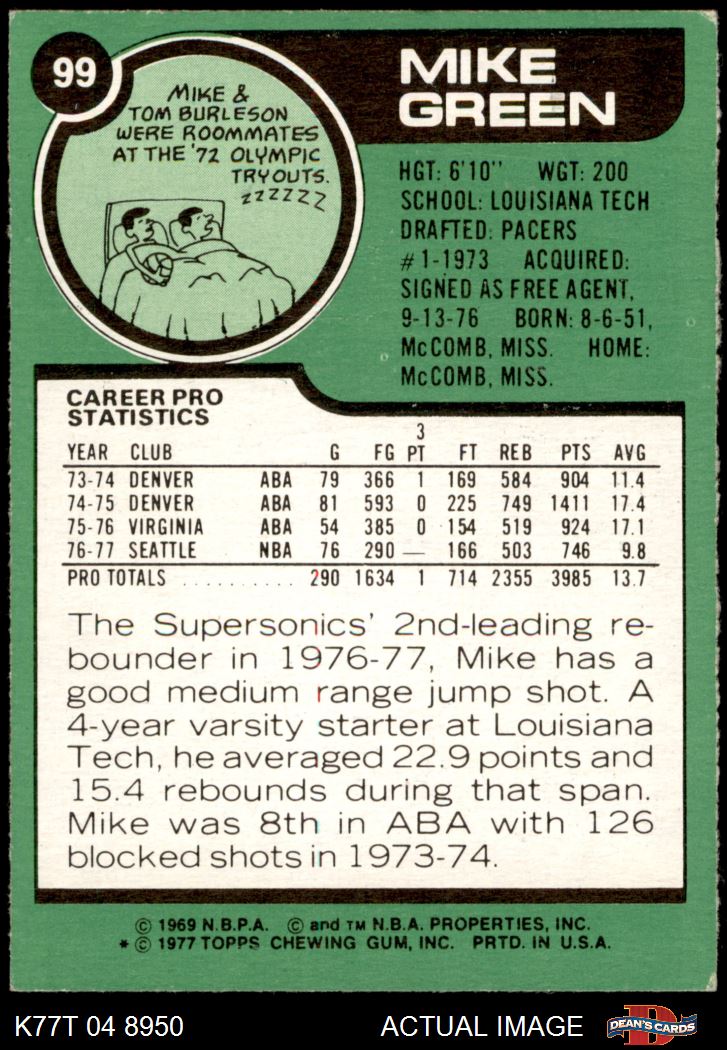 99
MIKE
GREEN
MIKE &
TOM BURLESON
WERE ROOMMATES
AT THE '72 OLYMPIC
TRYOUTS.
ZZZZZZ
HGT: 6'10" WGT: 200
SCHOOL: LOUISIANA TECH
DRAFTED: PACERS
#1-1973 ACQUIRED:
SIGNED AS FREE AGENT,
9-13-76 BORN: 8-6-51,
McCOMB, MISS. HOME:
McCOMB, MISS.
CAREER PRO
STATISTICS
YEAR CLUB G FG 3 PT FT REB PTS AVG
73-74 DENVER ABA 79 366 1 169 584 904 11.4
74-75 DENVER ABA 81 593 0 225 749 1411 17.4
75-76 VIRGINIA ABA 54 385 0 154 519 924 17.1
76-77 SEATTLE NBA 76 290 — 166 503 746 9.8
PRO TOTALS .......... 290 1634 1 714 2355 3985 13.7
The Supersonics' 2nd-leading re-
bounder in 1976-77, Mike has a
good medium range jump shot. A
4-year varsity starter at Louisiana
Tech, he averaged 22.9 points and
15.4 rebounds during that span.
Mike was 8th in ABA with 126
blocked shots in 1973-74.
© 1969 N.B.P.A. © and TM N.B.A. PROPERTIES, INC.
* © 1977 TOPPS CHEWING GUM, INC. PRTD. IN U.S.A.
K77T 04 8950 ACTUAL IMAGE D DEAN'S CARDS